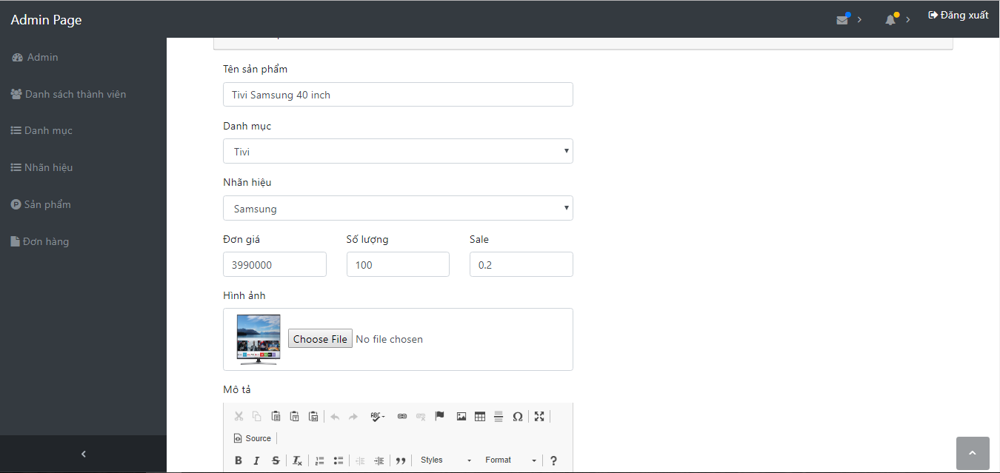 Admin Page
Đăng xuất
Admin
Danh sách thành viên
Danh mục
Nhãn hiệu
Sản phẩm
Đơn hàng
Tên sản phẩm
Tivi Samsung 40 inch
Danh mục
Tivi
Nhãn hiệu
Samsung
Đơn giá Số lượng Sale
3990000 100 0.2
Hình ảnh
Choose File No file chosen
Mô tả
ABC
Source
B I S Tx
Styles Format ?